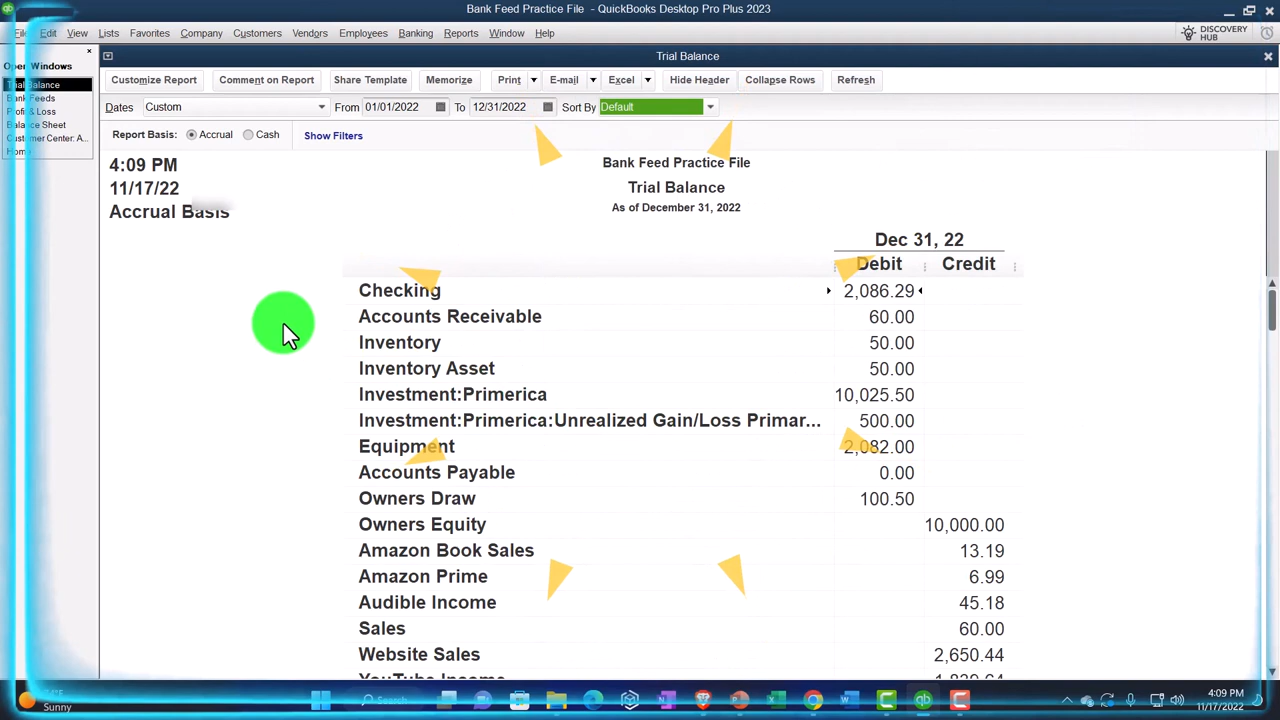 Bank Feed Practice File - QuickBooks Desktop Pro Plus 2023
File Edit View Lists Favorites Company Customers Vendors Employees Banking Reports Window Help
DISCOVERY HUB
Open Windows
Trial Balance
Bank Feeds
Profit & Loss
Balance Sheet
Customer Center: A...
Home
Trial Balance
Customize Report Comment on Report Share Template Memorize Print E-mail Excel Hide Header Collapse Rows Refresh
Dates Custom From 01/01/2022 To 12/31/2022 Sort By Default
Report Basis: Accrual Cash Show Filters
4:09 PM
11/17/22
Accrual Basis
Bank Feed Practice File
Trial Balance
As of December 31, 2022
Dec 31, 22
Debit Credit
Checking 2,086.29
Accounts Receivable 60.00
Inventory 50.00
Inventory Asset 50.00
Investment:Primerica 10,025.50
Investment:Primerica:Unrealized Gain/Loss Primar... 500.00
Equipment 2,082.00
Accounts Payable 0.00
Owners Draw 100.50
Owners Equity 10,000.00
Amazon Book Sales 13.19
Amazon Prime 6.99
Audible Income 45.18
Sales 60.00
Website Sales 2,650.44
YouTube Income
Sunny
Search
4:09 PM
11/17/2022